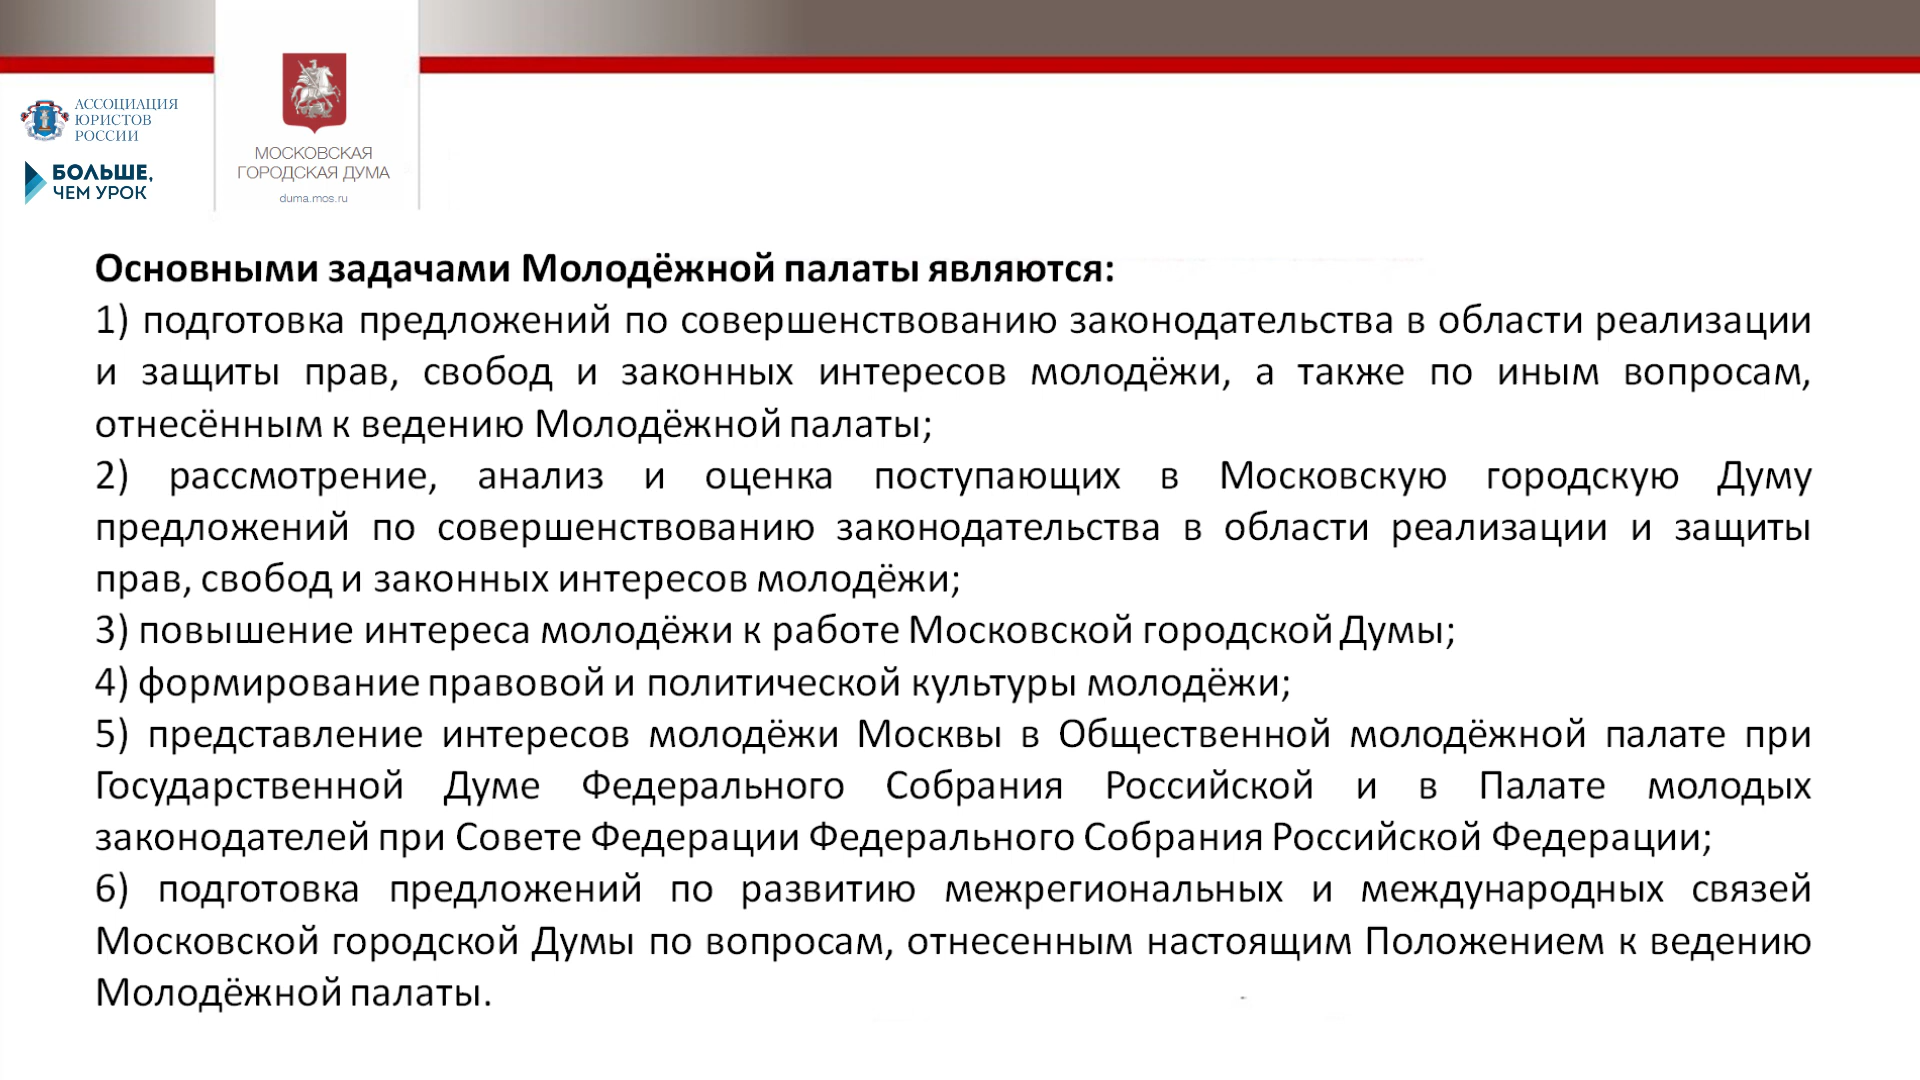 АССОЦИАЦИЯ
ЮРИСТОВ
РОССИИ
БОЛЬШЕ,
ЧЕМ УРОК
МОСКОВСКАЯ
ГОРОДСКАЯ ДУМА
duma.mos.ru
Основными задачами Молодёжной палаты являются:
1) подготовка предложений по совершенствованию законодательства в области реализации
и защиты прав, свобод и законных интересов молодёжи, а также по иным вопросам,
отнесённым к ведению Молодёжной палаты;
2) рассмотрение, анализ и оценка поступающих в Московскую городскую Думу
предложений по совершенствованию законодательства в области реализации и защиты
прав, свобод и законных интересов молодёжи;
3) повышение интереса молодёжи к работе Московской городской Думы;
4) формирование правовой и политической культуры молодёжи;
5) представление интересов молодёжи Москвы в Общественной молодёжной палате при
Государственной Думе Федерального Собрания Российской и в Палате молодых
законодателей при Совете Федерации Федерального Собрания Российской Федерации;
6) подготовка предложений по развитию межрегиональных и международных связей
Московской городской Думы по вопросам, отнесенным настоящим Положением к ведению
Молодёжной палаты.